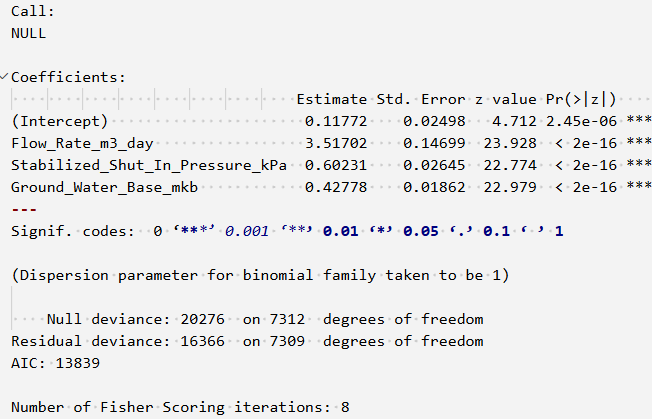 Call:
NULL
Coefficients:
Estimate Std. Error z value Pr(>|z|)
(Intercept) 0.11772 0.02498 4.712 2.45e-06 ***
Flow_Rate_m3_day 3.51702 0.14699 23.928 < 2e-16 ***
Stabilized_Shut_In_Pressure_kPa 0.60231 0.02645 22.774 < 2e-16 ***
Ground_Water_Base_mkb 0.42778 0.01862 22.979 < 2e-16 ***
---
Signif. codes: 0 ‘***’ 0.001 ‘**’ 0.01 ‘*’ 0.05 ‘.’ 0.1 ‘ ’ 1
(Dispersion parameter for binomial family taken to be 1)
Null deviance: 20276 on 7312 degrees of freedom
Residual deviance: 16366 on 7309 degrees of freedom
AIC: 13839
Number of Fisher Scoring iterations: 8